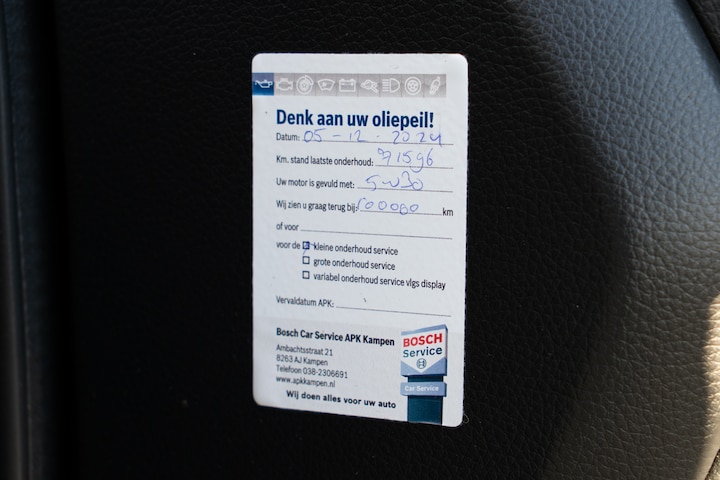 Denk aan uw oliepeil!
Datum: 05-12-2024
Km. stand laatste onderhoud: 71596
Uw motor is gevuld met: 5w30
Wij zien u graag terug bij: 100000 km
of voor
voor de kleine onderhoud service
grote onderhoud service
variabel onderhoud service vlgs display
Vervaldatum APK:
Bosch Car Service APK Kampen
Ambachtsstraat 21
8263 AJ Kampen
Telefoon 038-2306691
www.apkkampen.nl
Wij doen alles voor uw auto
BOSCH
Service
Car Service